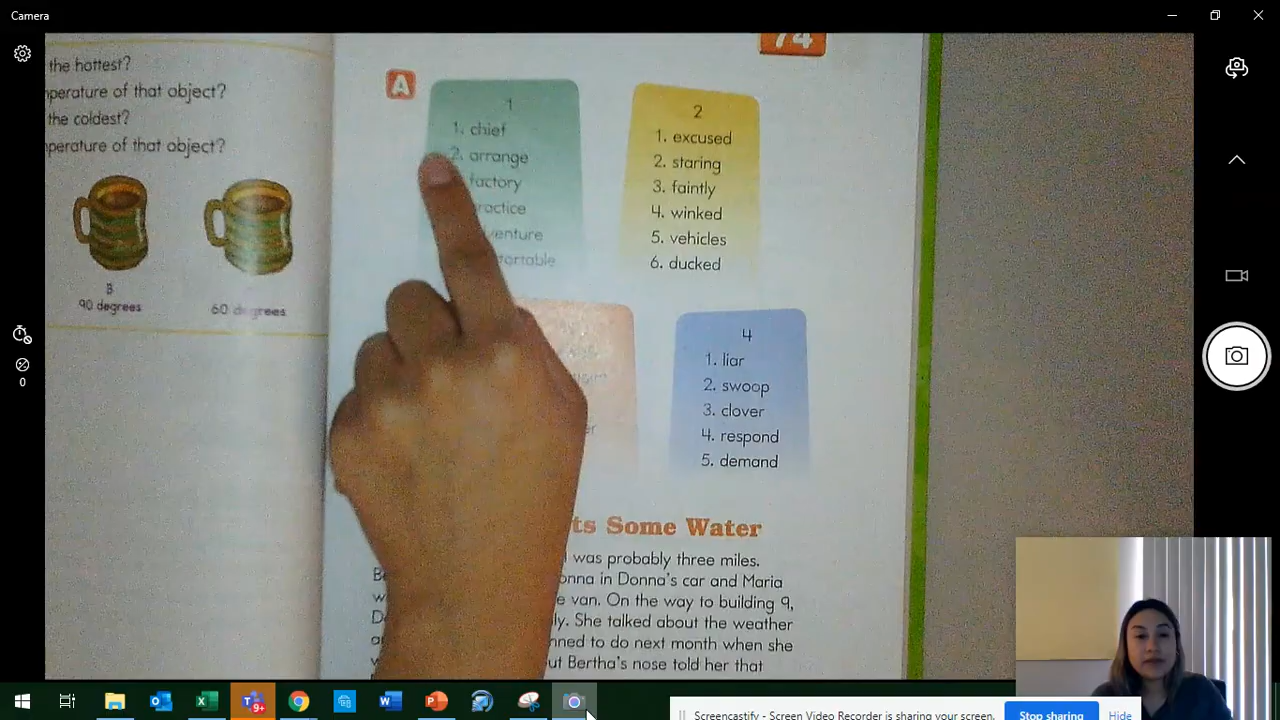 Camera
the hottest?
perature of that object?
the coldest?
perature of that object?
B
90 degrees
60 degrees
74
A
1
1. chief
2. arrange
factory
practice
venture
ortable
2
1. excused
2. staring
3. faintly
4. winked
5. vehicles
6. ducked
4
1. liar
2. swoop
3. clover
4. respond
5. demand
ts Some Water
was probably three miles.
onna in Donna's car and Maria
e van. On the way to building 9,
ly. She talked about the weather
nned to do next month when she
ut Bertha's nose told her that
0
9+
Screencastify - Screen Video Recorder is sharing your screen.
Stop sharing
Hide